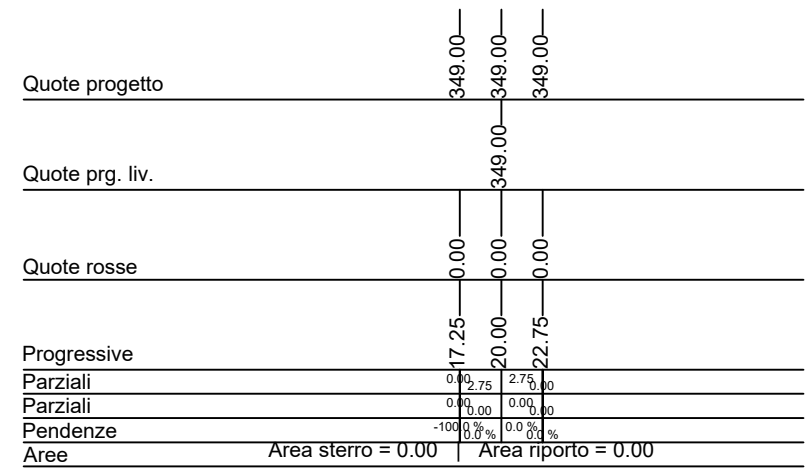 Quote progetto 349.00 349.00 349.00
Quote prg. liv. 349.00
Quote rosse 0.00 0.00 0.00
Progressive 17.25 20.00 22.75
Parziali 0.00 2.75 2.75 0.00
Parziali 0.00 0.00 0.00 0.00
Pendenze -100.0 % 0.0 % 0.0 % 0.0 %
Aree Area sterro = 0.00 Area riporto = 0.00